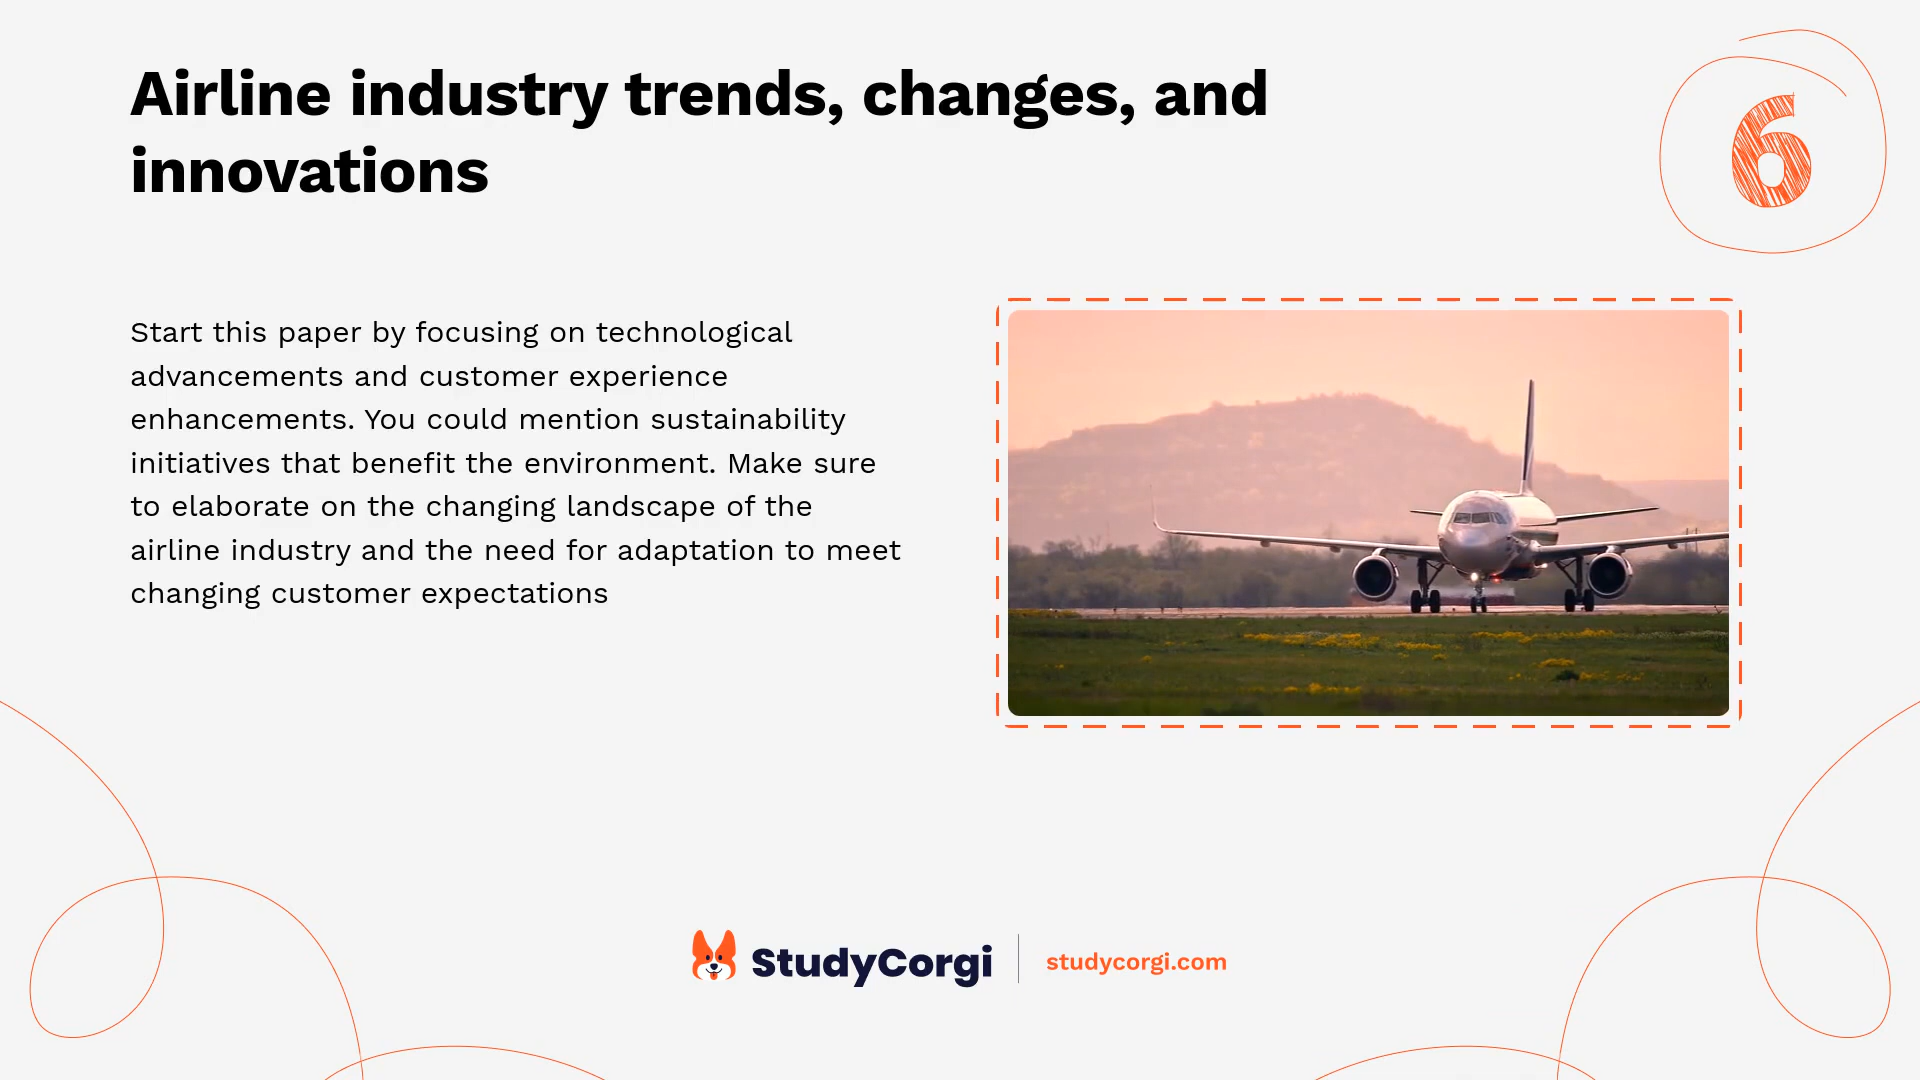 Airline industry trends, changes, and
innovations
6
Start this paper by focusing on technological
advancements and customer experience
enhancements. You could mention sustainability
initiatives that benefit the environment. Make sure
to elaborate on the changing landscape of the
airline industry and the need for adaptation to meet
changing customer expectations
StudyCorgi
studycorgi.com